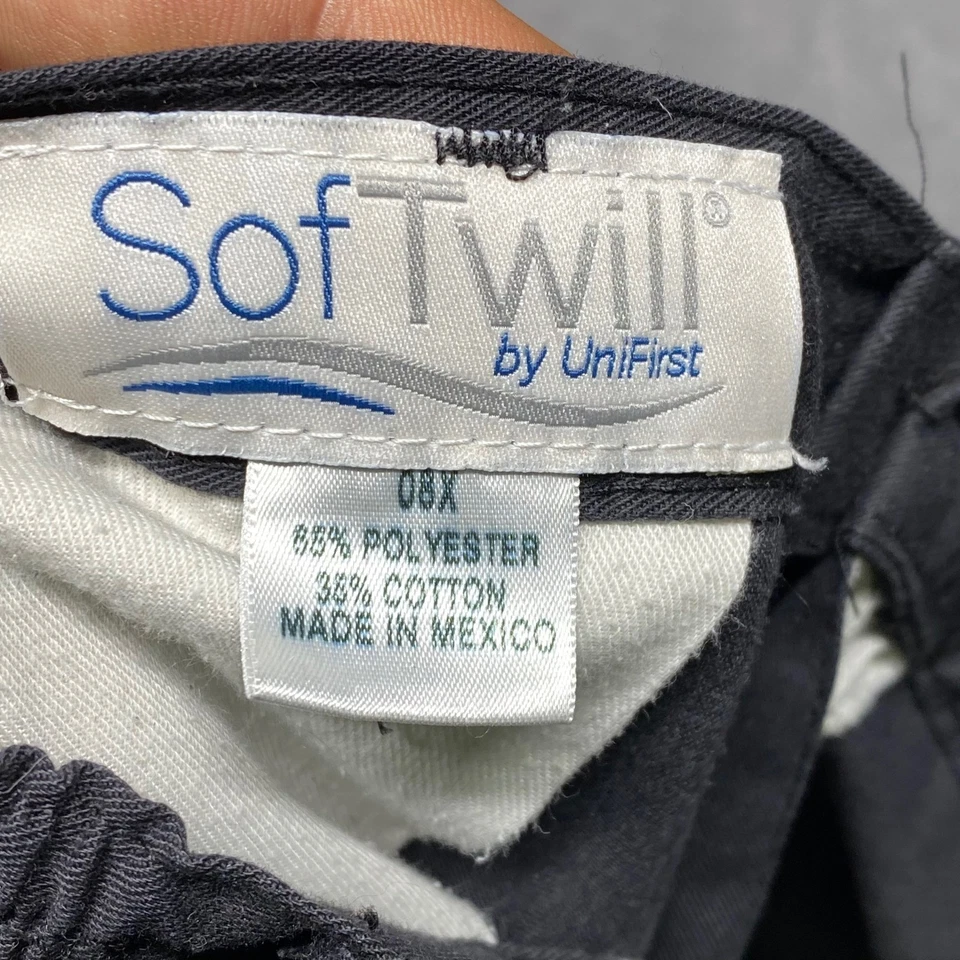 SofTwill®
by UniFirst
08X
65% POLYESTER
35% COTTON
MADE IN MEXICO